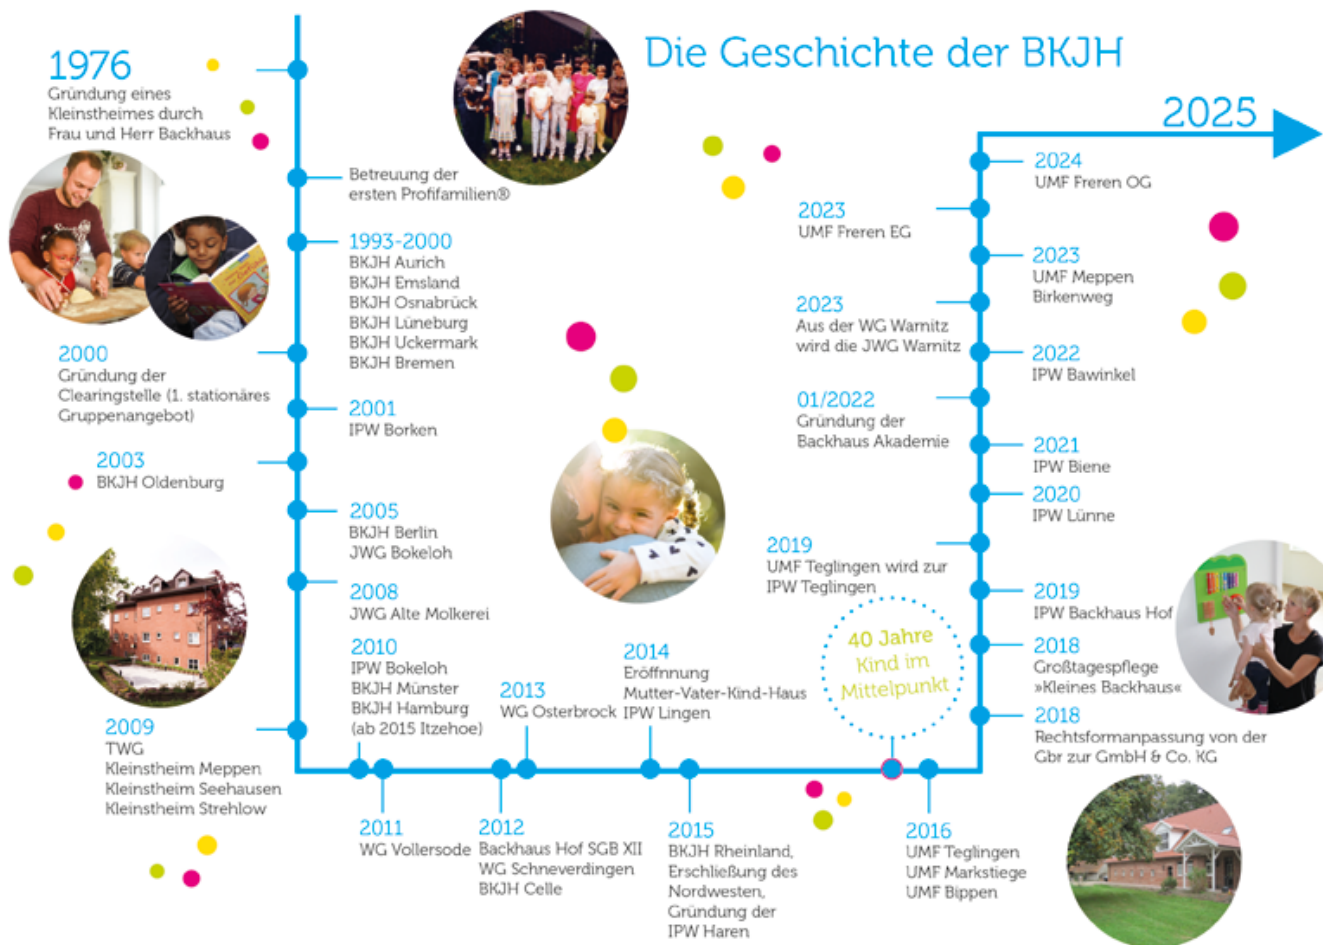 Die Geschichte der BKJH
1976
Gründung eines
Kleinstheimes durch
Frau und Herr Backhaus
Betreuung der
ersten Profifamilien®
1993-2000
BKJH Aurich
BKJH Emsland
BKJH Osnabrück
BKJH Lüneburg
BKJH Uckermark
BKJH Bremen
2000
Gründung der
Clearingstelle (1. stationäres
Gruppenangebot)
2001
IPW Borken
2003
BKJH Oldenburg
2005
BKJH Berlin
JWG Bokeloh
2008
JWG Alte Molkerei
2009
TWG
Kleinstheim Meppen
Kleinstheim Seehausen
Kleinstheim Strehlow
2010
IPW Bokeloh
BKJH Münster
BKJH Hamburg
(ab 2015 Itzehoe)
2011
WG Vollersode
2012
Backhaus Hof SGB XII
WG Schneverdingen
BKJH Celle
2013
WG Osterbrock
2014
Eröffnnung
Mutter-Vater-Kind-Haus
IPW Lingen
2015
BKJH Rheinland,
Erschließung des
Nordwesten,
Gründung der
IPW Haren
40 Jahre
Kind im
Mittelpunkt
2016
UMF Teglingen
UMF Markstiege
UMF Bippen
2018
Rechtsformanpassung von der
Gbr zur GmbH & Co. KG
2018
Großtagespflege
»Kleines Backhaus«
2019
IPW Backhaus Hof
2019
UMF Teglingen wird zur
IPW Teglingen
2020
IPW Lünne
2021
IPW Biene
01/2022
Gründung der
Backhaus Akademie
2022
IPW Bawinkel
2023
Aus der WG Warnitz
wird die JWG Warnitz
2023
UMF Meppen
Birkenweg
2023
UMF Freren EG
2024
UMF Freren OG
2025